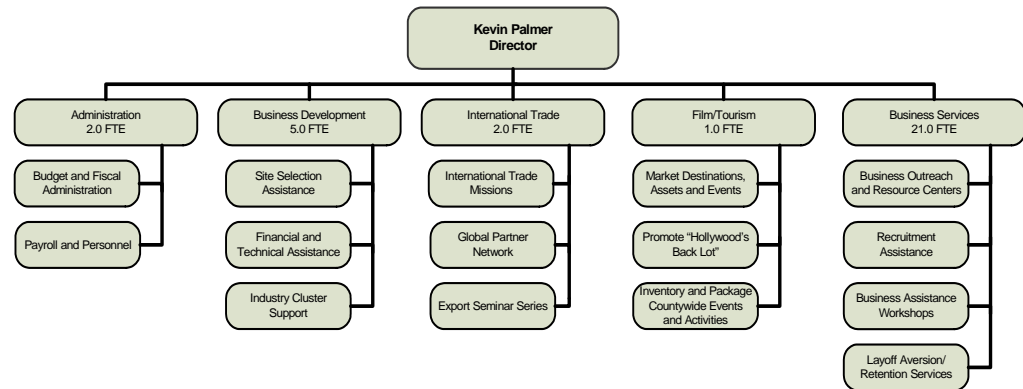 Kevin Palmer
Director
Administration
2.0 FTE
Budget and Fiscal
Administration
Payroll and Personnel
Business Development
5.0 FTE
Site Selection
Assistance
Financial and
Technical Assistance
Industry Cluster
Support
International Trade
2.0 FTE
International Trade
Missions
Global Partner
Network
Export Seminar Series
Film/Tourism
1.0 FTE
Market Destinations,
Assets and Events
Promote “Hollywood’s
Back Lot”
Inventory and Package
Countywide Events
and Activities
Business Services
21.0 FTE
Business Outreach
and Resource Centers
Recruitment
Assistance
Business Assistance
Workshops
Layoff Aversion/
Retention Services